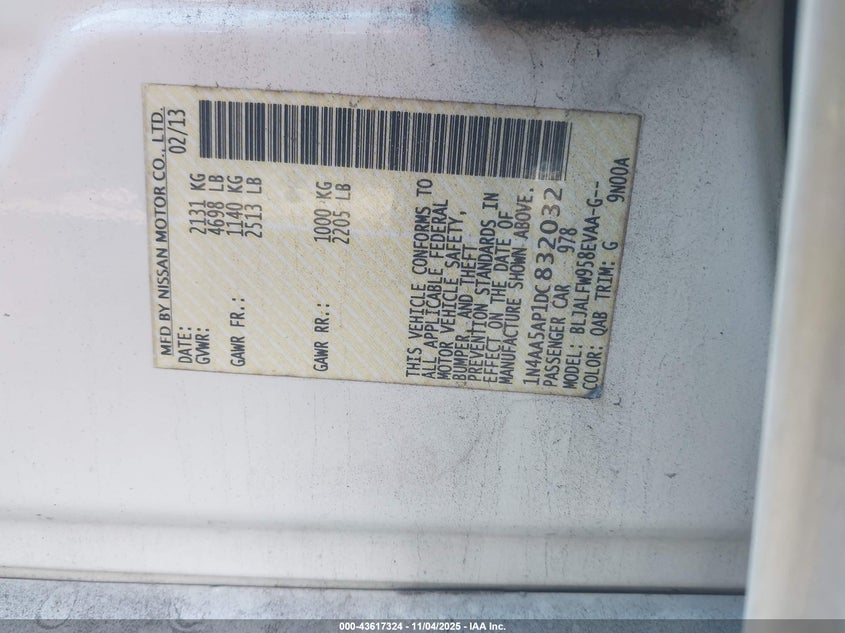 MFD BY NISSAN MOTOR CO., LTD.
DATE: 02/13
GVWR: 2131 KG
4698 LB
GAWR FR.: 1140 KG
2513 LB
GAWR RR.: 1000 KG
2205 LB
THIS VEHICLE CONFORMS TO
ALL APPLICABLE FEDERAL
MOTOR VEHICLE SAFETY,
BUMPER, AND THEFT
PREVENTION STANDARDS IN
EFFECT ON THE DATE OF
MANUFACTURE SHOWN ABOVE.
1N4AA5AP1DC832032
PASSENGER CAR 978
MODEL: BLJALFW958EVAA-G--
COLOR: QAB TRIM: G 9N00A
000-43617324 | 11/04/2025 - IAA Inc.